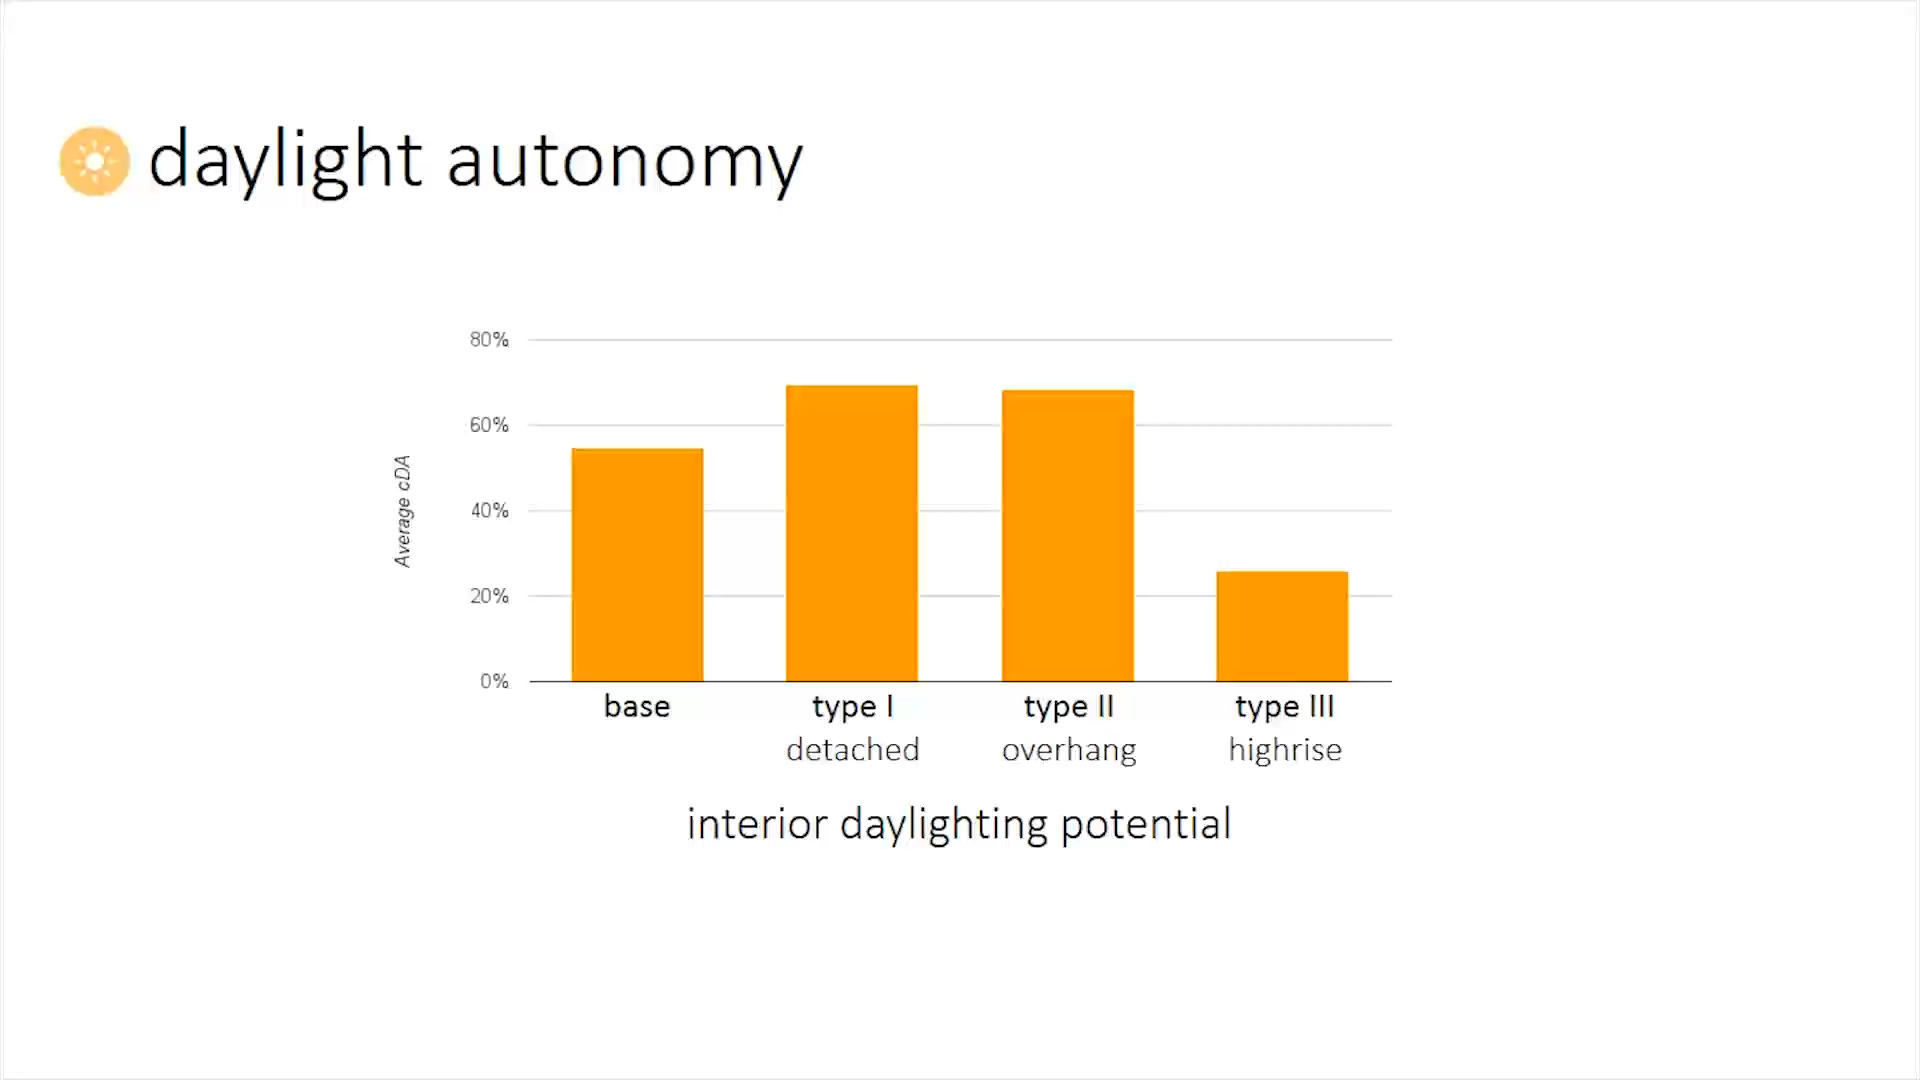 daylight autonomy
80%
60%
40%
20%
0%
Average cDA
base
type I
type II
type III
detached
overhang
highrise
interior daylighting potential